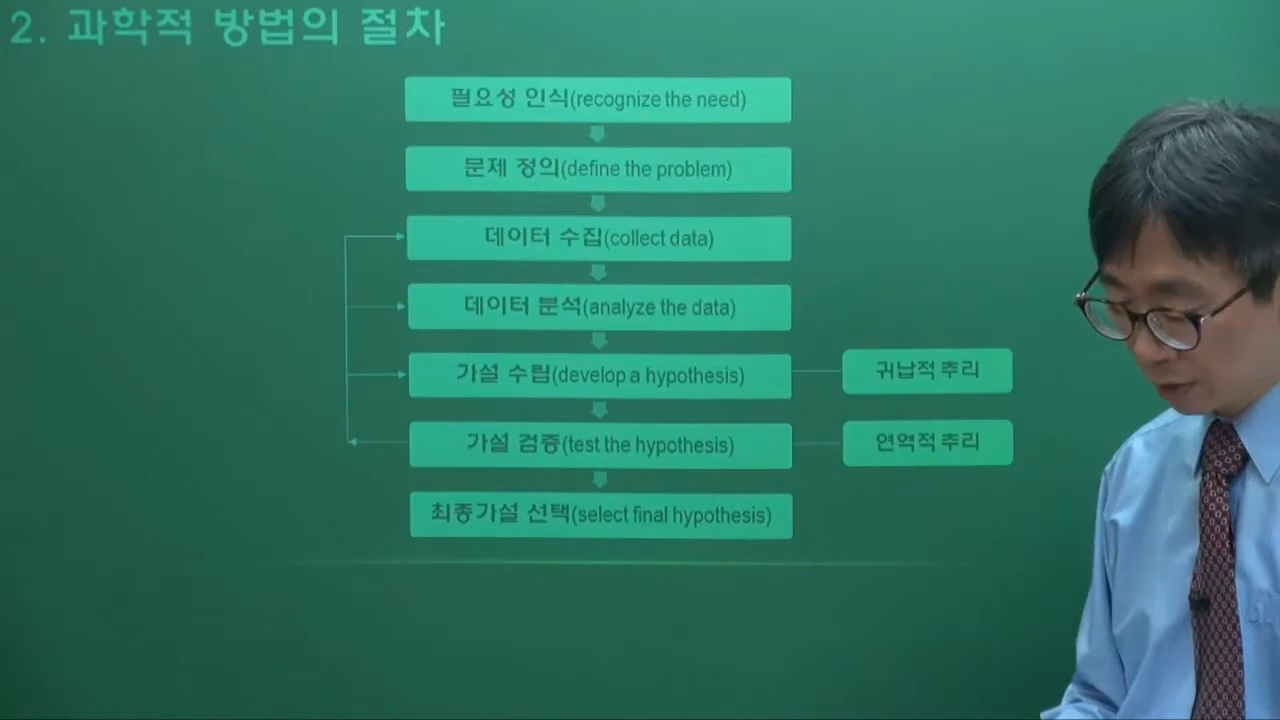 2. 과학적 방법의 절차
필요성 인식(recognize the need)
문제 정의(define the problem)
데이터 수집(collect data)
데이터 분석(analyze the data)
가설 수립(develop a hypothesis)
귀납적 추리
가설 검증(test the hypothesis)
연역적 추리
최종가설 선택(select final hypothesis)